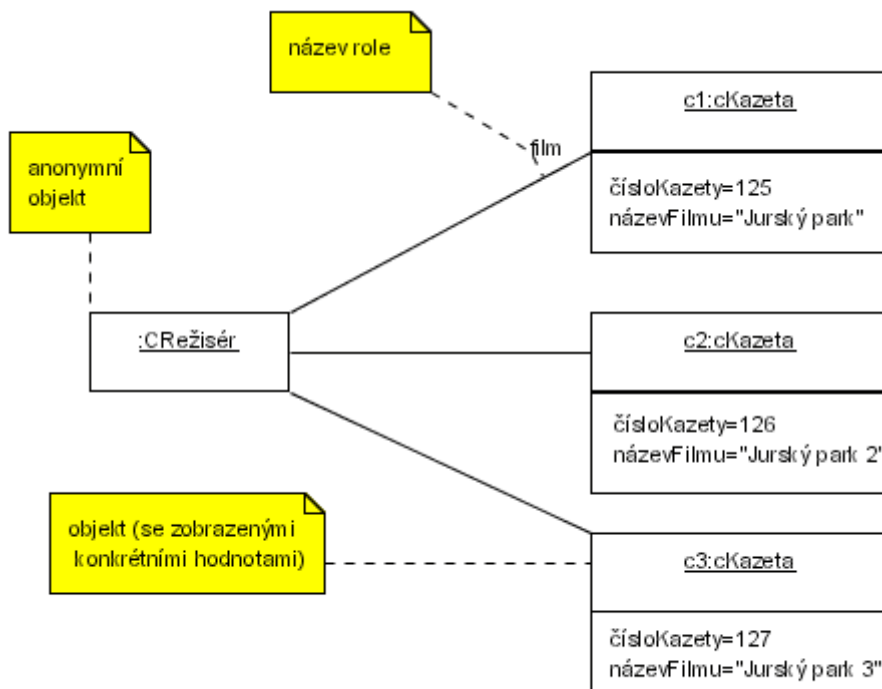 název role
c1:cKazeta
film
anonymní
objekt
čísloKazety=125
názevFilmu="Jurský park"
:CRežisér
c2:cKazeta
čísloKazety=126
názevFilmu="Jurský park 2"
objekt (se zobrazenými
konkrétními hodnotami)
c3:cKazeta
čísloKazety=127
názevFilmu="Jurský park 3"